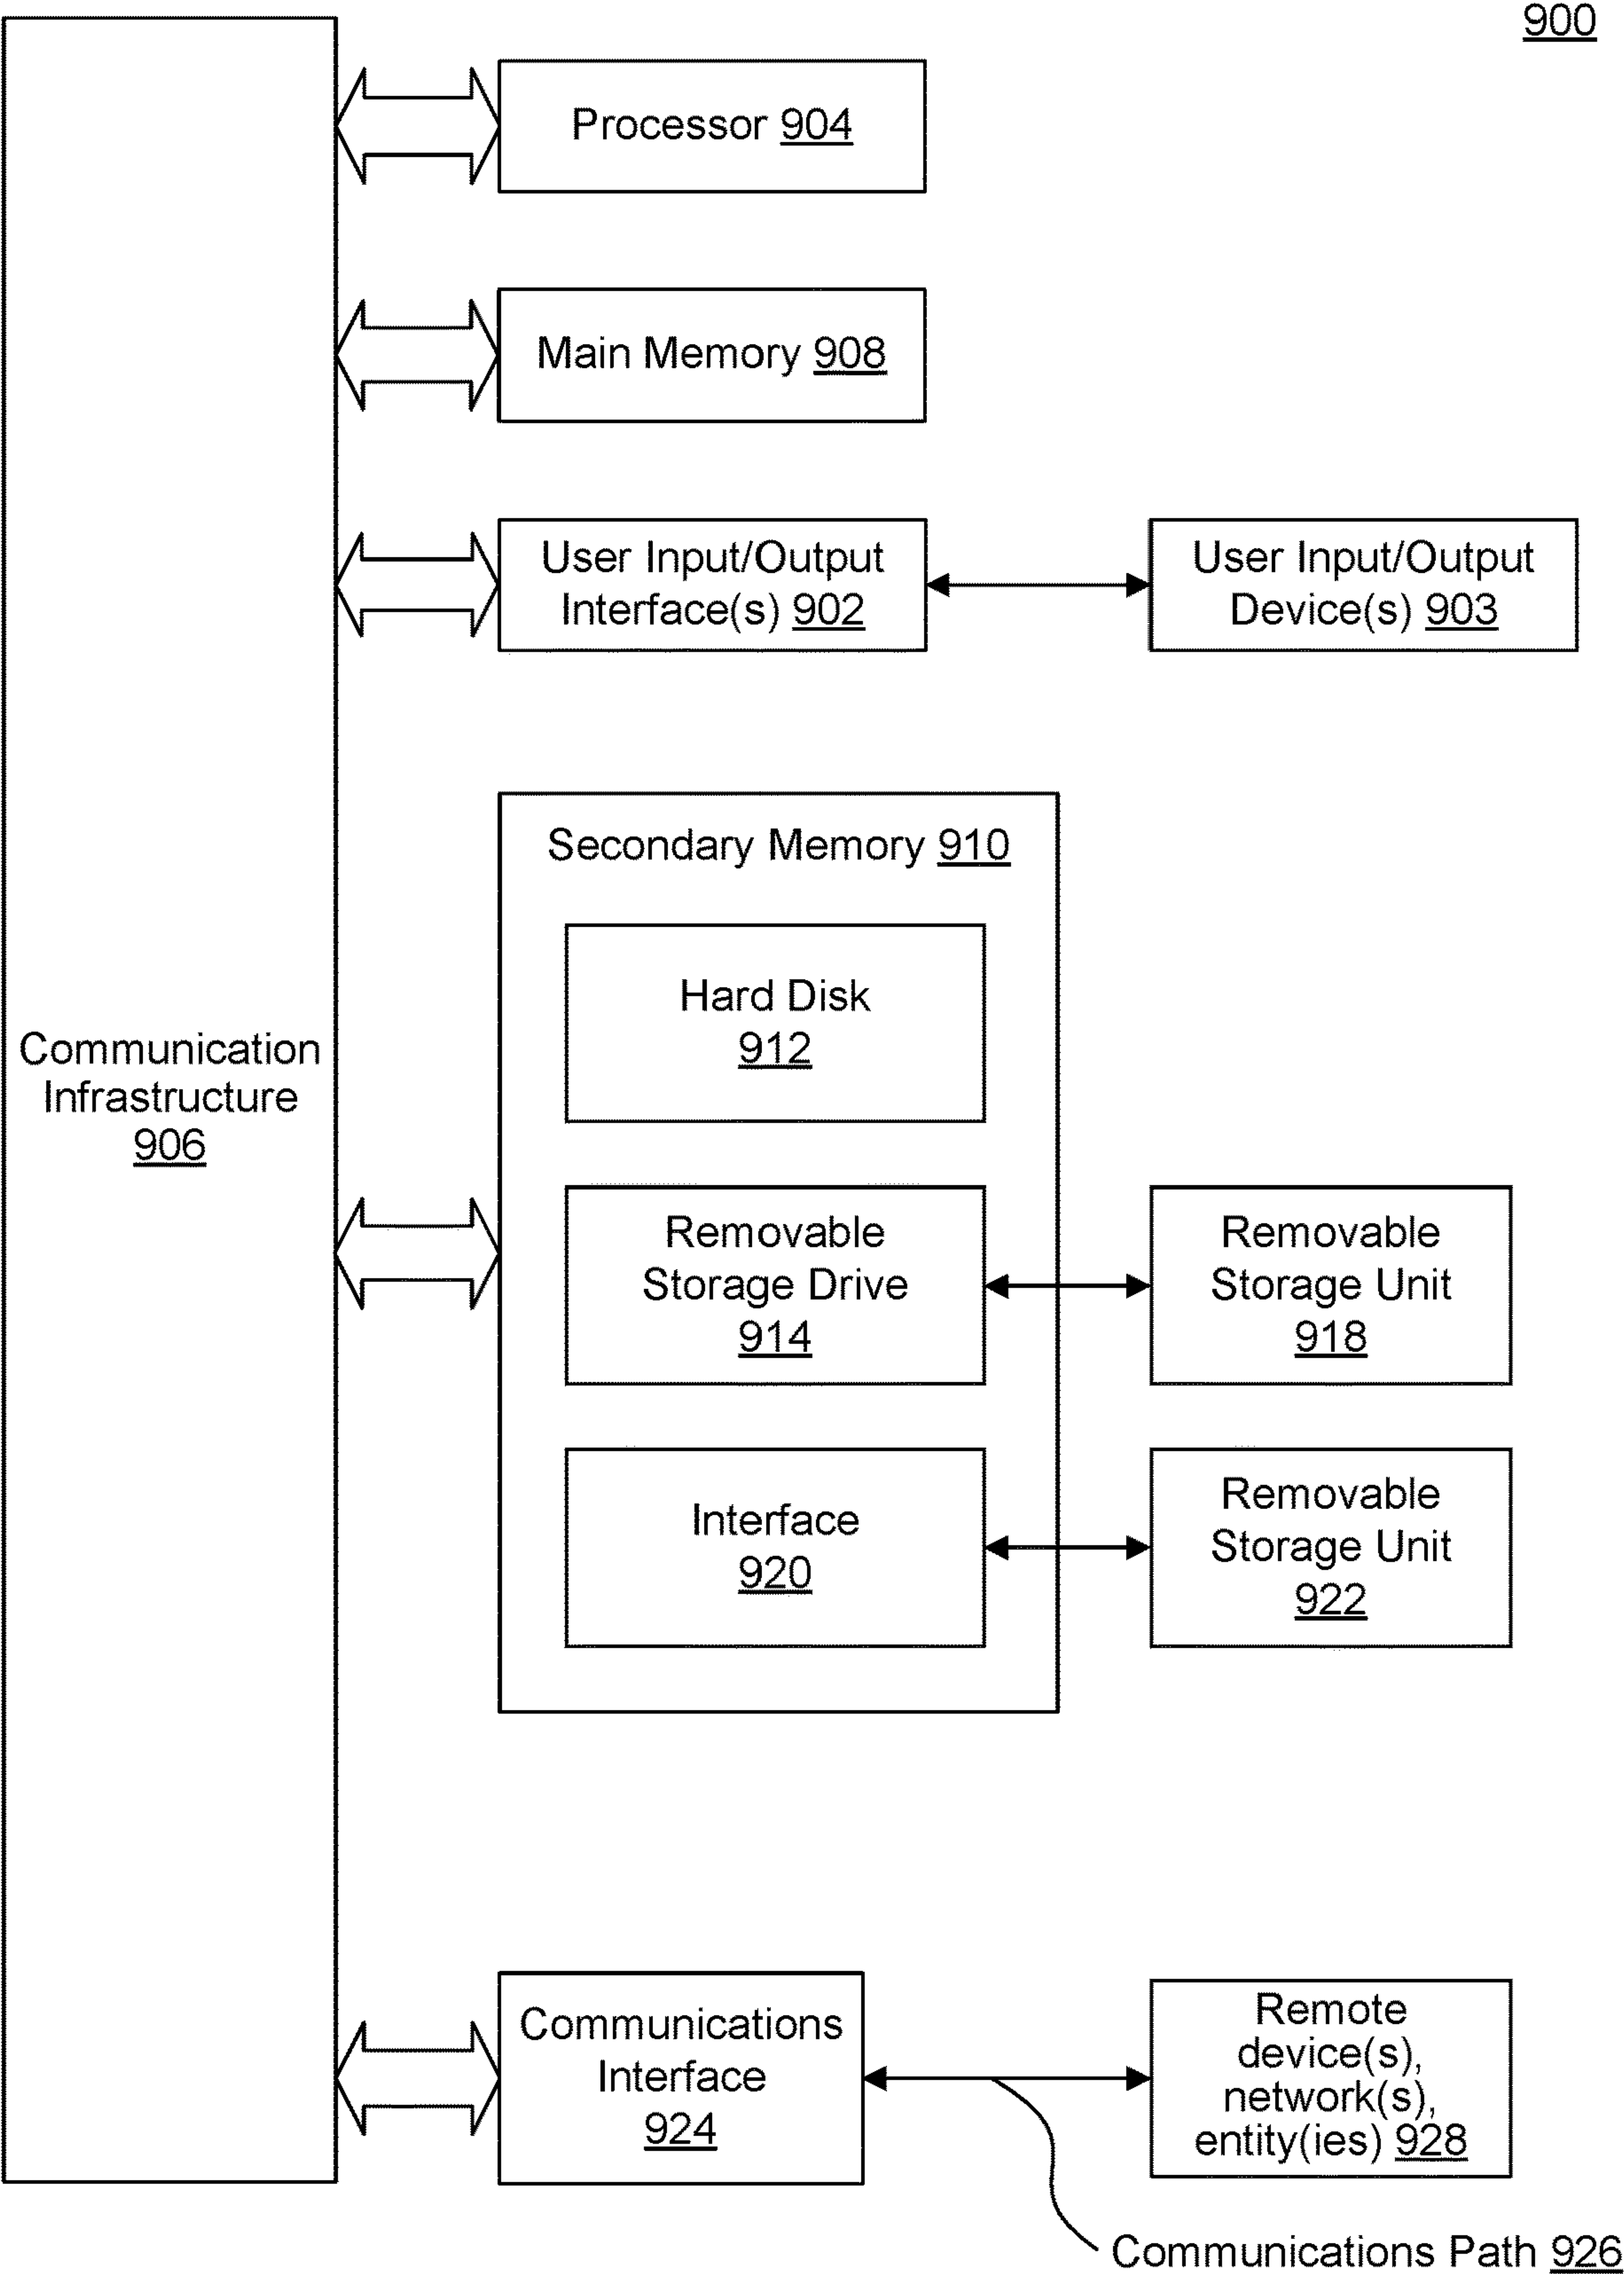 900
Processor 904
Main Memory 908
User Input/Output
Interface(s) 902
User Input/Output
Device(s) 903
Secondary Memory 910
Hard Disk
912
Communication
Infrastructure
906
Removable
Storage Drive
914
Removable
Storage Unit
918
Interface
920
Removable
Storage Unit
922
Communications
Interface
924
Remote
device(s),
network(s),
entity(ies) 928
Communications Path 926